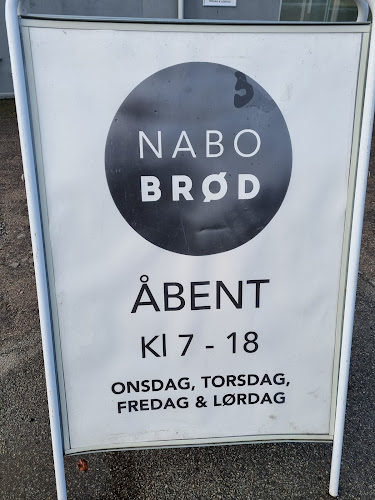 NABO
BRØD
ÅBENT
Kl 7 - 18
ONSDAG, TORSDAG,
FREDAG & LØRDAG